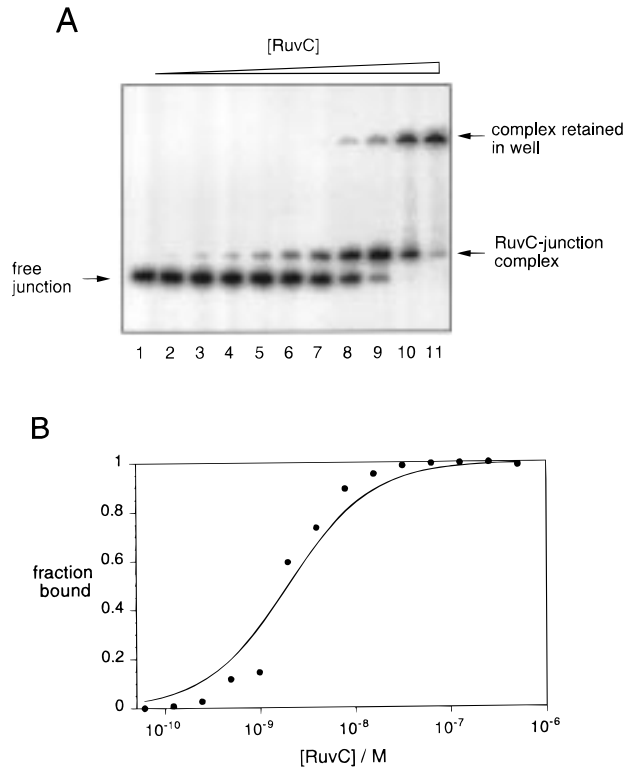 A
[RuvC]
complex retained
in well
RuvC-junction
complex
free
junction
1 2 3 4 5 6 7 8 9 10 11
B
1
0.8
0.6
0.4
0.2
0
fraction
bound
10⁻¹⁰ 10⁻⁹ 10⁻⁸ 10⁻⁷ 10⁻⁶
[RuvC] / M